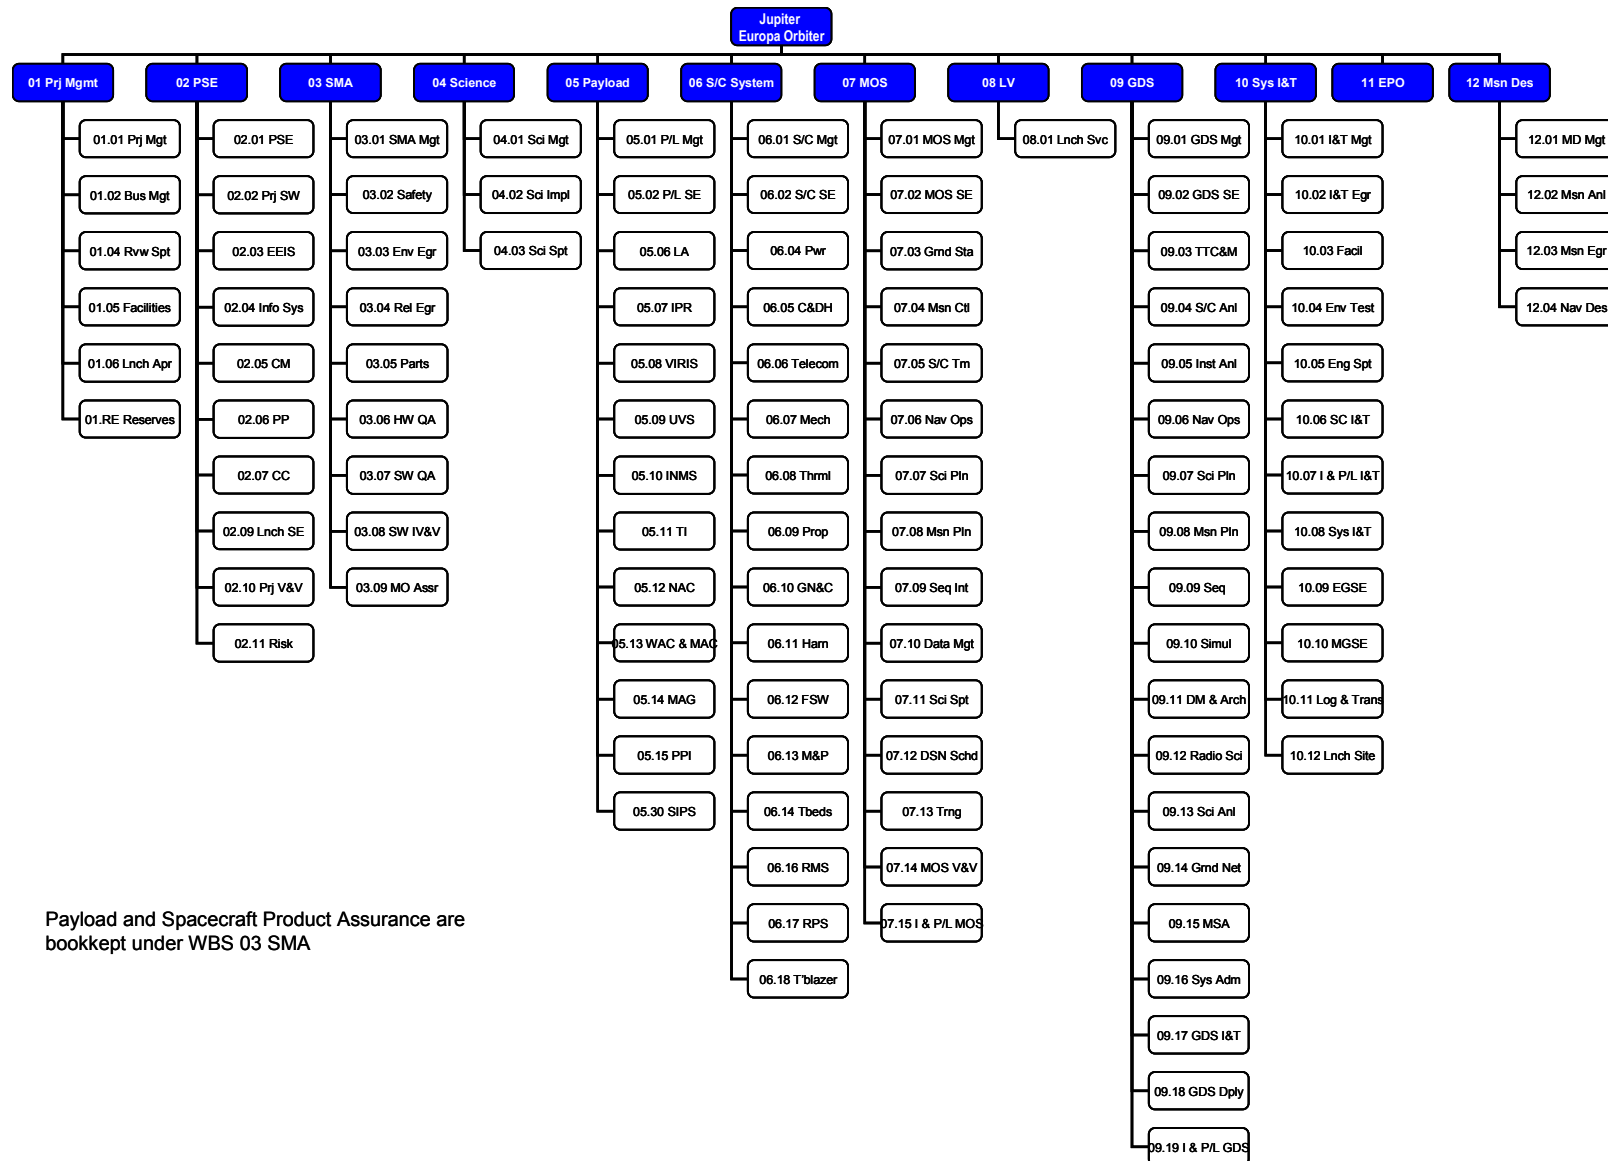 Jupiter
Europa Orbiter
01 Prj Mgmt
02 PSE
03 SMA
04 Science
05 Payload
06 S/C System
07 MOS
08 LV
09 GDS
10 Sys I&T
11 EPO
12 Msn Des
01.01 Prj Mgt
01.02 Bus Mgt
01.04 Rvw Spt
01.05 Facilities
01.06 Lnch Apr
01.RE Reserves
02.01 PSE
02.02 Prj SW
02.03 EEIS
02.04 Info Sys
02.05 CM
02.06 PP
02.07 CC
02.09 Lnch SE
02.10 Prj V&V
02.11 Risk
03.01 SMA Mgt
03.02 Safety
03.03 Env Egr
03.04 Rel Egr
03.05 Parts
03.06 HW QA
03.07 SW QA
03.08 SW IV&V
03.09 MO Assr
04.01 Sci Mgt
04.02 Sci Impl
04.03 Sci Spt
05.01 P/L Mgt
05.02 P/L SE
05.06 LA
05.07 IPR
05.08 VIRIS
05.09 UVS
05.10 INMS
05.11 TI
05.12 NAC
05.13 WAC & MAC
05.14 MAG
05.15 PPI
05.30 SIPS
06.01 S/C Mgt
06.02 S/C SE
06.04 Pwr
06.05 C&DH
06.06 Telecom
06.07 Mech
06.08 Thrml
06.09 Prop
06.10 GN&C
06.11 Harn
06.12 FSW
06.13 M&P
06.14 Tbeds
06.16 RMS
06.17 RPS
06.18 T'blazer
07.01 MOS Mgt
07.02 MOS SE
07.03 Grnd Sta
07.04 Msn Ctl
07.05 S/C Tm
07.06 Nav Ops
07.07 Sci Pln
07.08 Msn Pln
07.09 Seq Int
07.10 Data Mgt
07.11 Sci Spt
07.12 DSN Schd
07.13 Trng
07.14 MOS V&V
07.15 I & P/L MOS
08.01 Lnch Svc
09.01 GDS Mgt
09.02 GDS SE
09.03 TTC&M
09.04 S/C Anl
09.05 Inst Anl
09.06 Nav Ops
09.07 Sci Pln
09.08 Msn Pln
09.09 Seq
09.10 Simul
09.11 DM & Arch
09.12 Radio Sci
09.13 Sci Anl
09.14 Grnd Net
09.15 MSA
09.16 Sys Adm
09.17 GDS I&T
09.18 GDS Dply
09.19 I & P/L GDS
10.01 I&T Mgt
10.02 I&T Egr
10.03 Facil
10.04 Env Test
10.05 Eng Spt
10.06 SC I&T
10.07 I & P/L I&T
10.08 Sys I&T
10.09 EGSE
10.10 MGSE
10.11 Log & Trans
10.12 Lnch Site
12.01 MD Mgt
12.02 Msn Anl
12.03 Msn Egr
12.04 Nav Des
Payload and Spacecraft Product Assurance are
bookkept under WBS 03 SMA